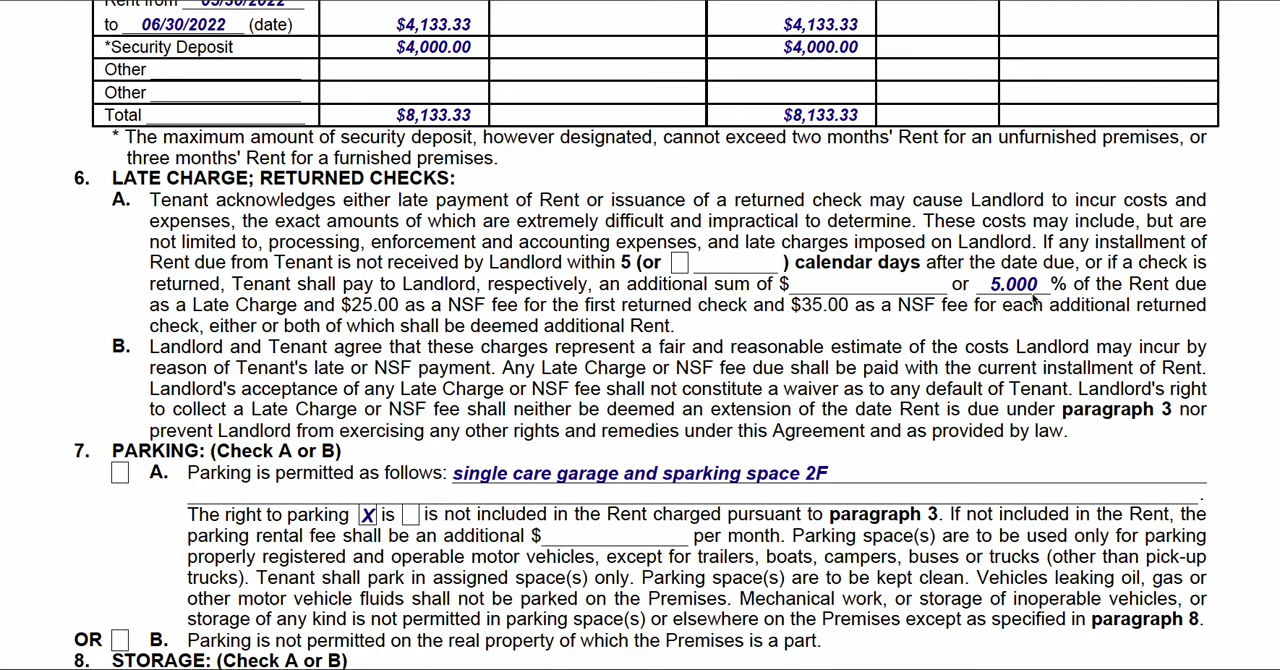 Rent from 05/30/2022
to 06/30/2022 (date) $4,133.33 $4,133.33
*Security Deposit $4,000.00 $4,000.00
Other
Other
Total $8,133.33 $8,133.33
* The maximum amount of security deposit, however designated, cannot exceed two months' Rent for an unfurnished premises, or
three months' Rent for a furnished premises.
6. LATE CHARGE; RETURNED CHECKS:
A. Tenant acknowledges either late payment of Rent or issuance of a returned check may cause Landlord to incur costs and
expenses, the exact amounts of which are extremely difficult and impractical to determine. These costs may include, but are
not limited to, processing, enforcement and accounting expenses, and late charges imposed on Landlord. If any installment of
Rent due from Tenant is not received by Landlord within 5 (or ) calendar days after the date due, or if a check is
returned, Tenant shall pay to Landlord, respectively, an additional sum of $ or 5.000 % of the Rent due
as a Late Charge and $25.00 as a NSF fee for the first returned check and $35.00 as a NSF fee for each additional returned
check, either or both of which shall be deemed additional Rent.
B. Landlord and Tenant agree that these charges represent a fair and reasonable estimate of the costs Landlord may incur by
reason of Tenant's late or NSF payment. Any Late Charge or NSF fee due shall be paid with the current installment of Rent.
Landlord's acceptance of any Late Charge or NSF fee shall not constitute a waiver as to any default of Tenant. Landlord's right
to collect a Late Charge or NSF fee shall neither be deemed an extension of the date Rent is due under paragraph 3 nor
prevent Landlord from exercising any other rights and remedies under this Agreement and as provided by law.
7. PARKING: (Check A or B)
A. Parking is permitted as follows: single care garage and sparking space 2F
.
The right to parking X is is not included in the Rent charged pursuant to paragraph 3. If not included in the Rent, the
parking rental fee shall be an additional $ per month. Parking space(s) are to be used only for parking
properly registered and operable motor vehicles, except for trailers, boats, campers, buses or trucks (other than pick-up
trucks). Tenant shall park in assigned space(s) only. Parking space(s) are to be kept clean. Vehicles leaking oil, gas or
other motor vehicle fluids shall not be parked on the Premises. Mechanical work, or storage of inoperable vehicles, or
storage of any kind is not permitted in parking space(s) or elsewhere on the Premises except as specified in paragraph 8.
OR B. Parking is not permitted on the real property of which the Premises is a part.
8. STORAGE: (Check A or B)